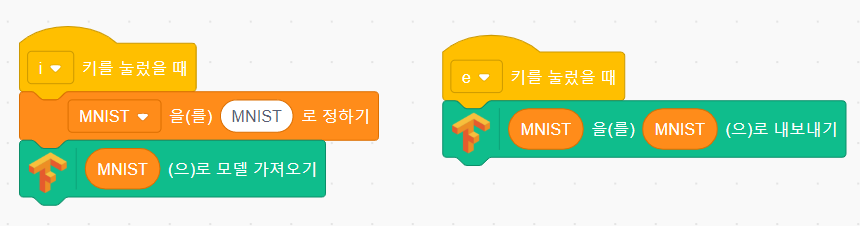 i 키를 눌렀을 때
MNIST 을(를) MNIST 로 정하기
MNIST (으)로 모델 가져오기
e 키를 눌렀을 때
MNIST 을(를) MNIST (으)로 내보내기